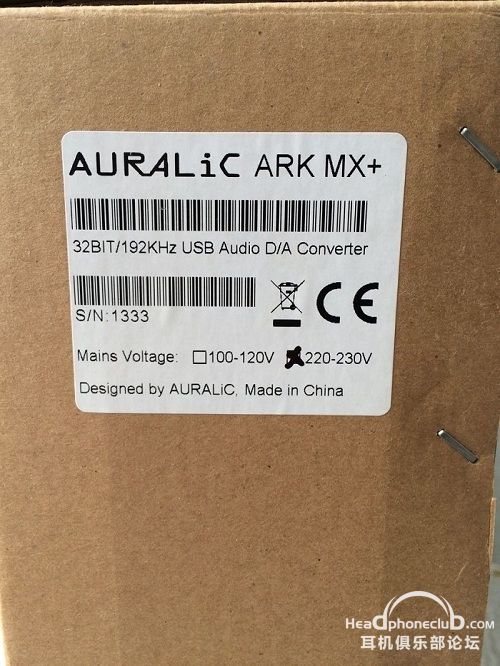 AURALiC ARK MX+
32BIT/192KHz USB Audio D/A Converter
S/N:1333
Mains Voltage: 100-120V 220-230V
Designed by AURALiC, Made in China
Headphoneclub.com
耳机俱乐部论坛